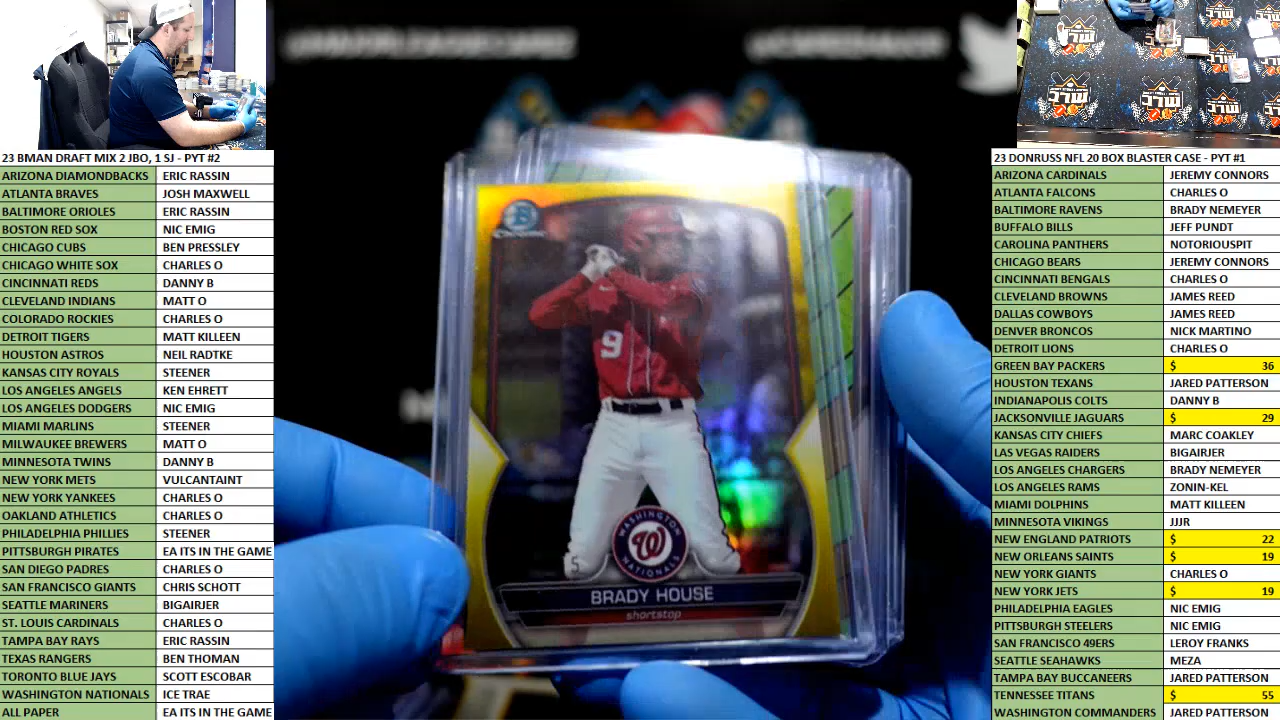 23 BMAN DRAFT MIX 2 JBO, 1 SJ - PYT #2
ARIZONA DIAMONDBACKS ERIC RASSIN
ATLANTA BRAVES JOSH MAXWELL
BALTIMORE ORIOLES ERIC RASSIN
BOSTON RED SOX NIC EMIG
CHICAGO CUBS BEN PRESSLEY
CHICAGO WHITE SOX CHARLES O
CINCINNATI REDS DANNY B
CLEVELAND INDIANS MATT O
COLORADO ROCKIES CHARLES O
DETROIT TIGERS MATT KILLEEN
HOUSTON ASTROS NEIL RADTKE
KANSAS CITY ROYALS STEENER
LOS ANGELES ANGELS KEN EHRETT
LOS ANGELES DODGERS NIC EMIG
MIAMI MARLINS STEENER
MILWAUKEE BREWERS MATT O
MINNESOTA TWINS DANNY B
NEW YORK METS VULCANTAINT
NEW YORK YANKEES CHARLES O
OAKLAND ATHLETICS CHARLES O
PHILADELPHIA PHILLIES STEENER
PITTSBURGH PIRATES EA ITS IN THE GAME
SAN DIEGO PADRES CHARLES O
SAN FRANCISCO GIANTS CHRIS SCHOTT
SEATTLE MARINERS BIGAIRJER
ST. LOUIS CARDINALS CHARLES O
TAMPA BAY RAYS ERIC RASSIN
TEXAS RANGERS BEN THOMAN
TORONTO BLUE JAYS SCOTT ESCOBAR
WASHINGTON NATIONALS ICE TRAE
ALL PAPER EA ITS IN THE GAME
9
WASHINGTON
W
NATIONALS
BRADY HOUSE
shortstop
23 DONRUSS NFL 20 BOX BLASTER CASE - PYT #1
ARIZONA CARDINALS JEREMY CONNORS
ATLANTA FALCONS CHARLES O
BALTIMORE RAVENS BRADY NEMEYER
BUFFALO BILLS JEFF PUNDT
CAROLINA PANTHERS NOTORIOUSPIT
CHICAGO BEARS JEREMY CONNORS
CINCINNATI BENGALS CHARLES O
CLEVELAND BROWNS JAMES REED
DALLAS COWBOYS JAMES REED
DENVER BRONCOS NICK MARTINO
DETROIT LIONS CHARLES O
GREEN BAY PACKERS $ 36
HOUSTON TEXANS JARED PATTERSON
INDIANAPOLIS COLTS DANNY B
JACKSONVILLE JAGUARS $ 29
KANSAS CITY CHIEFS MARC COAKLEY
LAS VEGAS RAIDERS BIGAIRJER
LOS ANGELES CHARGERS BRADY NEMEYER
LOS ANGELES RAMS ZONIN-KEL
MIAMI DOLPHINS MATT KILLEEN
MINNESOTA VIKINGS JJJR
NEW ENGLAND PATRIOTS $ 22
NEW ORLEANS SAINTS $ 19
NEW YORK GIANTS CHARLES O
NEW YORK JETS $ 19
PHILADELPHIA EAGLES NIC EMIG
PITTSBURGH STEELERS NIC EMIG
SAN FRANCISCO 49ERS LEROY FRANKS
SEATTLE SEAHAWKS MEZA
TAMPA BAY BUCCANEERS JARED PATTERSON
TENNESSEE TITANS $ 55
WASHINGTON COMMANDERS JARED PATTERSON